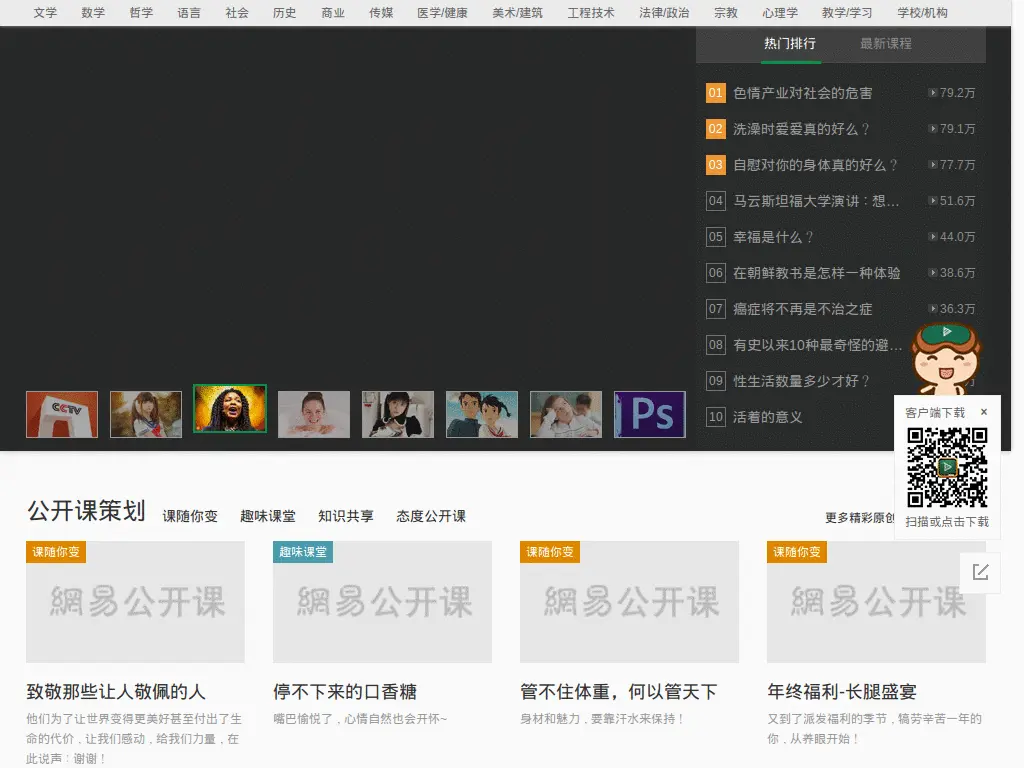 文学 数学 哲学 语言 社会 历史 商业 传媒 医学/健康 美术/建筑 工程技术 法律/政治 宗教 心理学 教学/学习 学校/机构
热门排行 最新课程
01 色情产业对社会的危害 79.2万
02 洗澡时爱爱真的好么？ 79.1万
03 自慰对你的身体真的好么？ 77.7万
04 马云斯坦福大学演讲：想… 51.6万
05 幸福是什么？ 44.0万
06 在朝鲜教书是怎样一种体验 38.6万
07 癌症将不再是不治之症 36.3万
08 有史以来10种最奇怪的避…
09 性生活数量多少才好？
10 活着的意义
CCTV
Ps
客户端下载 ×
扫描或点击下载
公开课策划 课随你变 趣味课堂 知识共享 态度公开课 更多精彩原创
课随你变 趣味课堂 课随你变 课随你变
網易公开课 網易公开课 網易公开课 網易公开课
致敬那些让人敬佩的人
他们为了让世界变得更美好甚至付出了生
命的代价，让我们感动，给我们力量，在
此说声：谢谢！
停不下来的口香糖
嘴巴愉悦了，心情自然也会开怀~
管不住体重，何以管天下
身材和魅力，要靠汗水来保持！
年终福利-长腿盛宴
又到了派发福利的季节，犒劳辛苦一年的
你，从养眼开始！